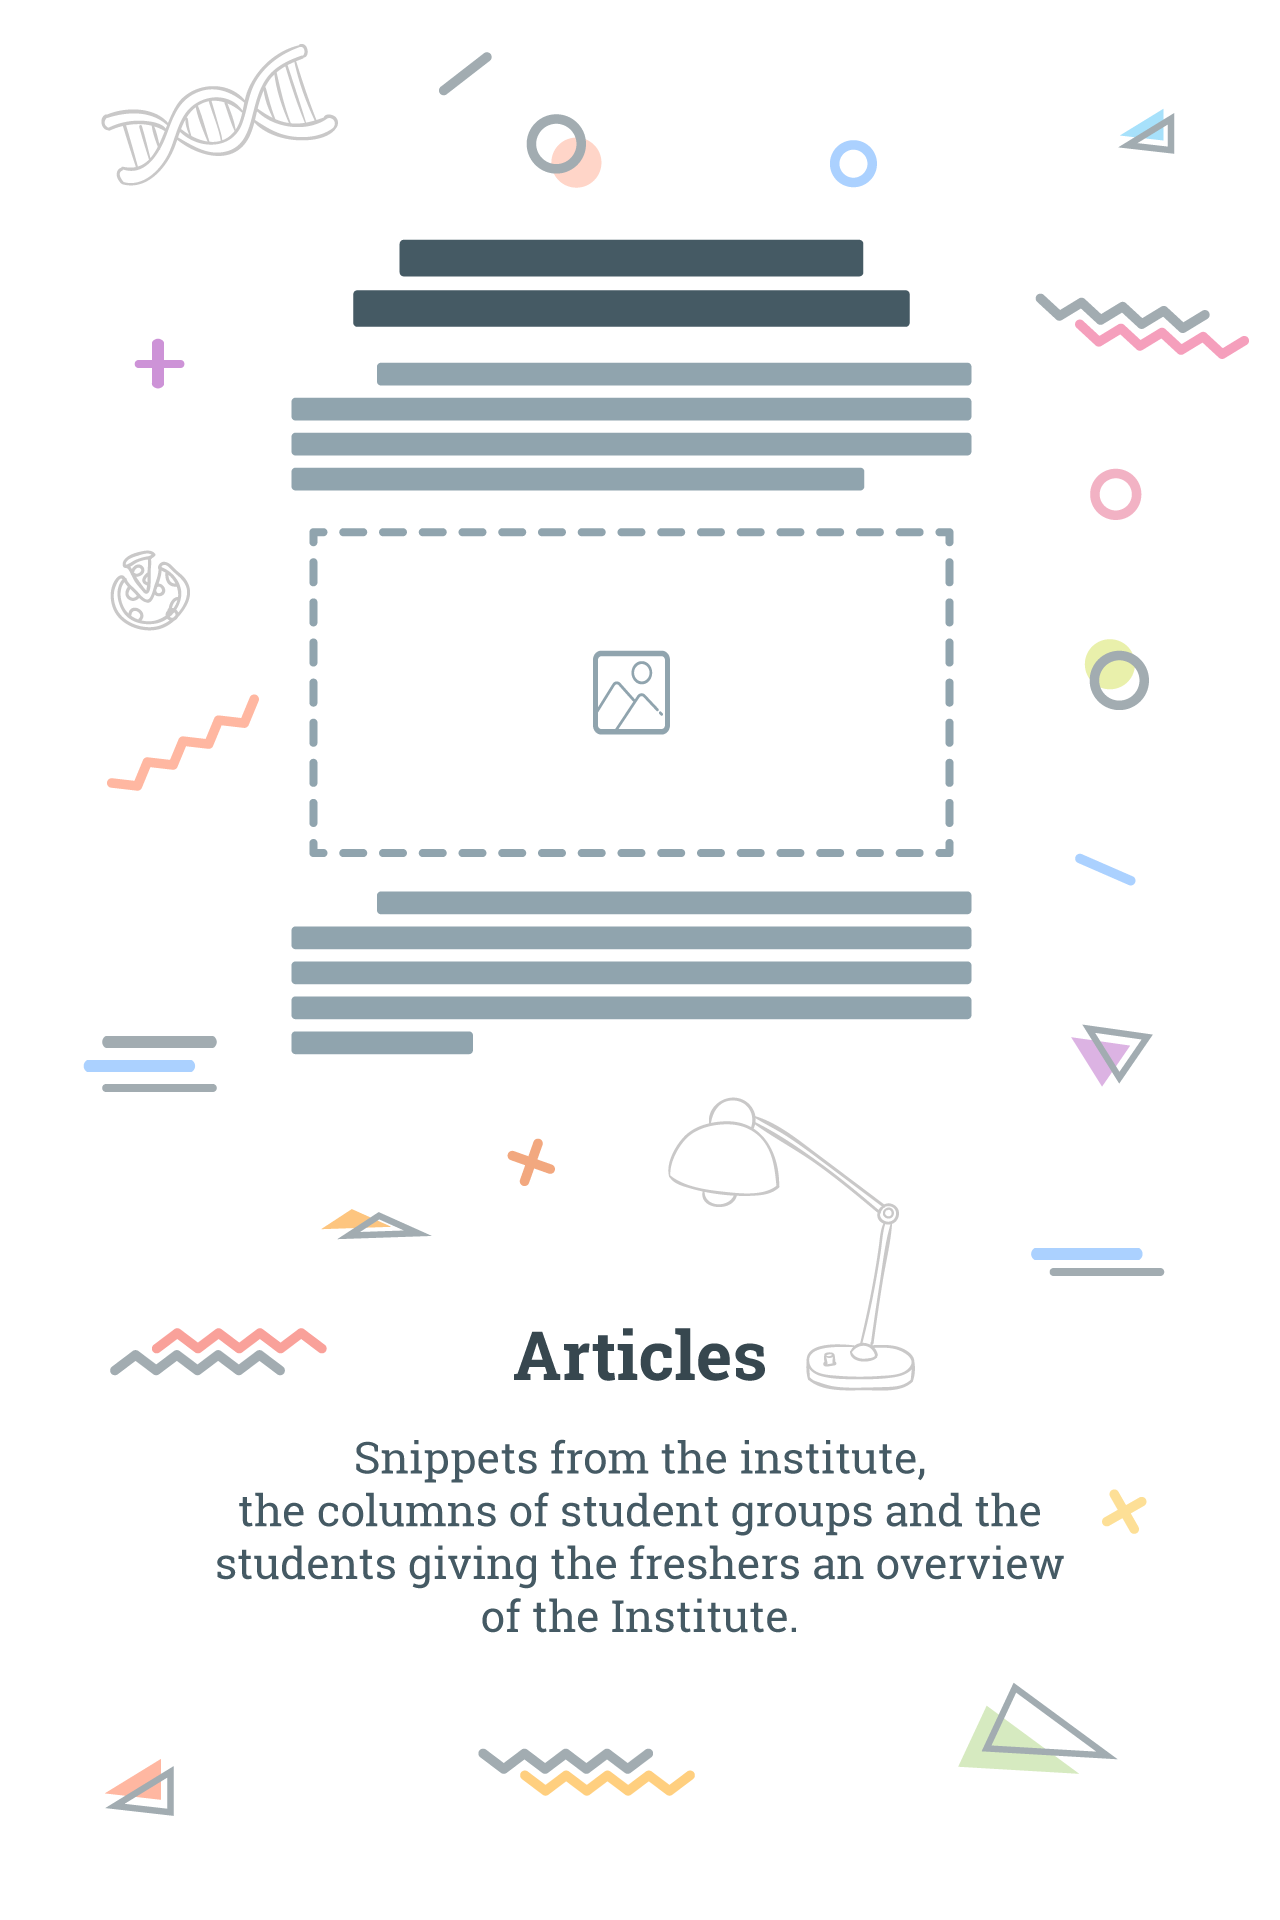 Articles
Snippets from the institute,
the columns of student groups and the
students giving the freshers an overview
of the Institute.